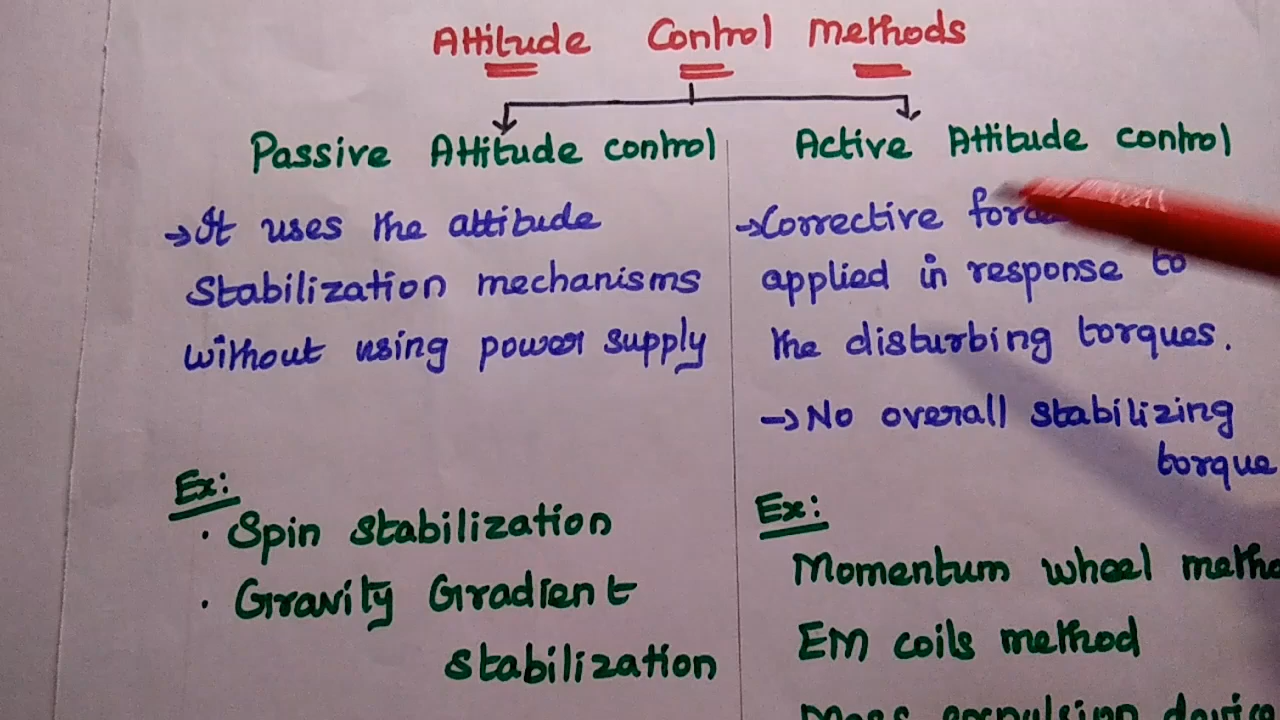 Attitude Control Methods
Passive Attitude control
→It uses the attitude
Stabilization mechanisms
without using power supply
Ex:
· Spin stabilization
· Gravity Gradient
stabilization
Active Attitude control
→Corrective
applied in response to
the disturbing torques.
→ No overall stabilizing
torque
Ex:
Momentum wheel
EM coils method
Mass expulsion